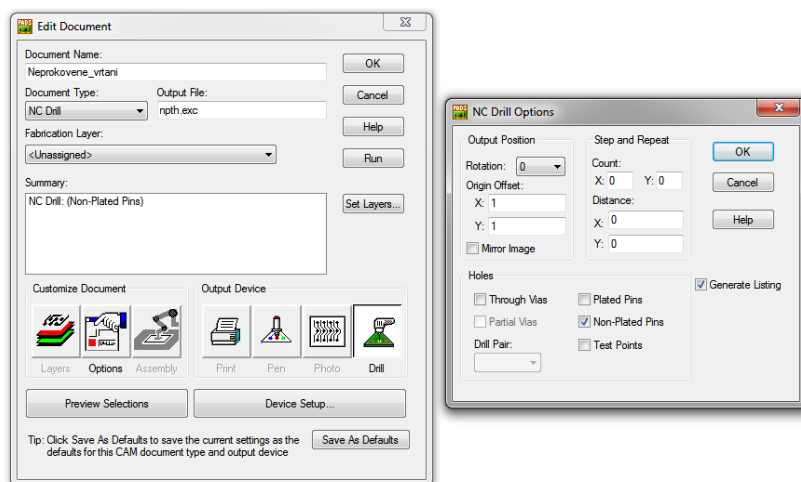 Edit Document
Document Name:
Neprokovene_vrtani
Document Type:
Output File:
NC Drill
npth.exc
Fabrication Layer:
<Unassigned>
Summary:
NC Drill: (Non-Plated Pins)
OK
Cancel
Help
Run
Set Layers...
Customize Document
Layers
Options
Assembly
Output Device
Print
Pen
Photo
Drill
Preview Selections
Device Setup...
Tip: Click Save As Defaults to save the current settings as the
defaults for this CAM document type and output device
Save As Defaults
NC Drill Options
Output Position
Rotation: 0
Origin Offset:
X: 1
Y: 1
Mirror Image
Step and Repeat
Count:
X: 0 Y: 0
Distance:
X: 0
Y: 0
OK
Cancel
Help
Holes
Through Vias
Partial Vias
Drill Pair:
Plated Pins
Non-Plated Pins
Test Points
Generate Listing